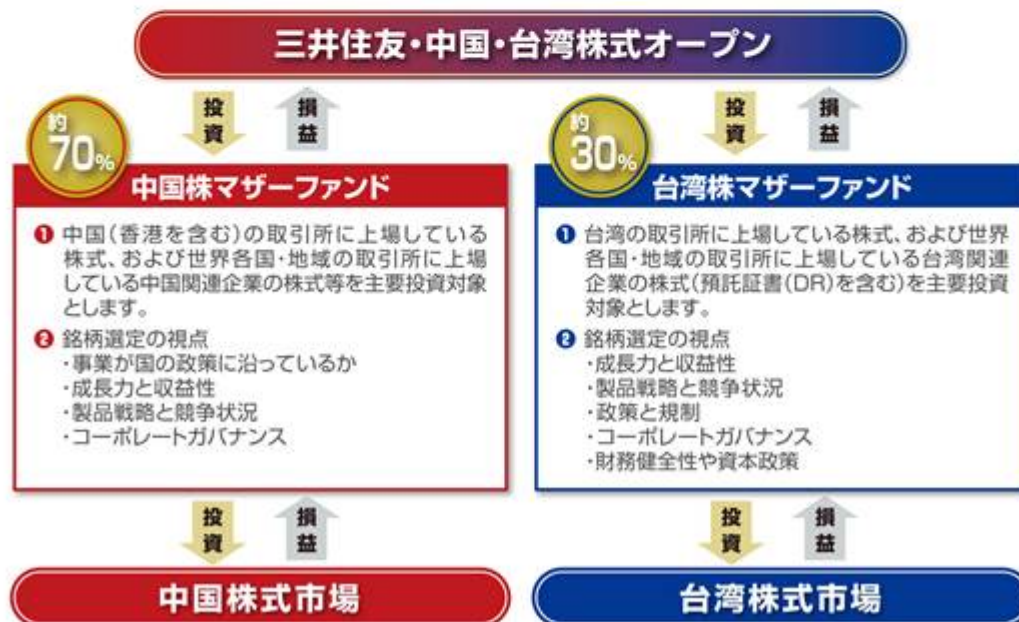 三井住友・中国・台湾株式オープン
投資
損益
投資
損益
約70%
中国株マザーファンド
❶ 中国(香港を含む)の取引所に上場している
株式、および世界各国・地域の取引所に上場
している中国関連企業の株式等を主要投資対象
とします。
❷ 銘柄選定の視点
・事業が国の政策に沿っているか
・成長力と収益性
・製品戦略と競争状況
・コーポレートガバナンス
約30%
台湾株マザーファンド
❶ 台湾の取引所に上場している株式、および世界
各国・地域の取引所に上場している台湾関連
企業の株式(預託証書(DR)を含む)を主要投資
対象とします。
❷ 銘柄選定の視点
・成長力と収益性
・製品戦略と競争状況
・政策と規制
・コーポレートガバナンス
・財務健全性や資本政策
投資
損益
投資
損益
中国株式市場
台湾株式市場